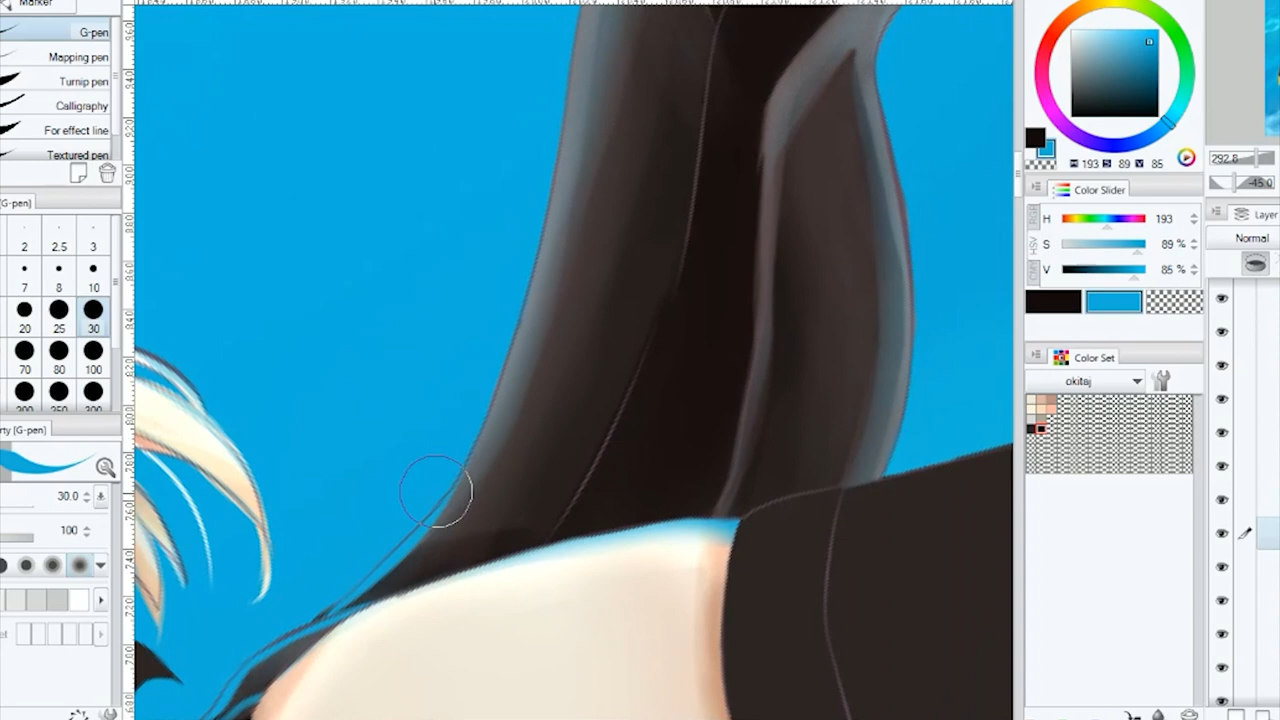 Marker
G-pen
Mapping pen
Turnip pen
Calligraphy
For effect line
Textured pen
[G-pen)
2 2.5 3
7 8 10
20 25 30
70 80 100
200 250 300
rty (G-pen)
30.0
100
H 193 S 89 V 85
292.8
-45.0
Color Slider
Layer
H 193
S 89 %
V 85 %
Normal
Color Set
okitaj